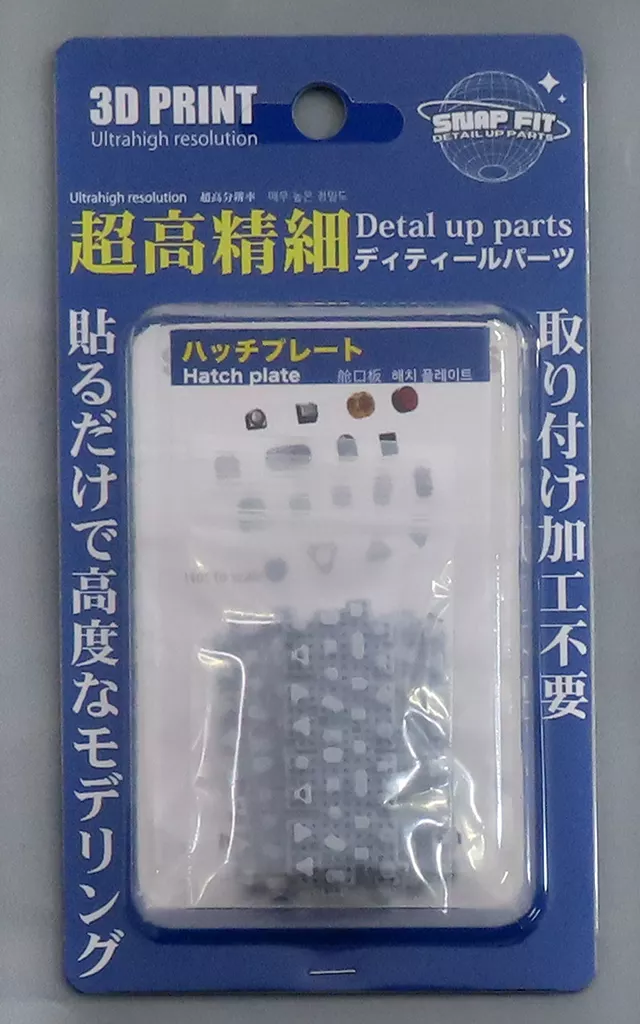 3D PRINT
Ultrahigh resolution
SNAP FIT
DETAIL UP PARTS
Ultrahigh resolution 超高分辨率 매우 높은 정밀도
超高精細
Detal up parts
ディティールパーツ
貼るだけで高度なモデリング
取り付け加工不要
ハッチプレート
Hatch plate 舱口板 해치 플레이트